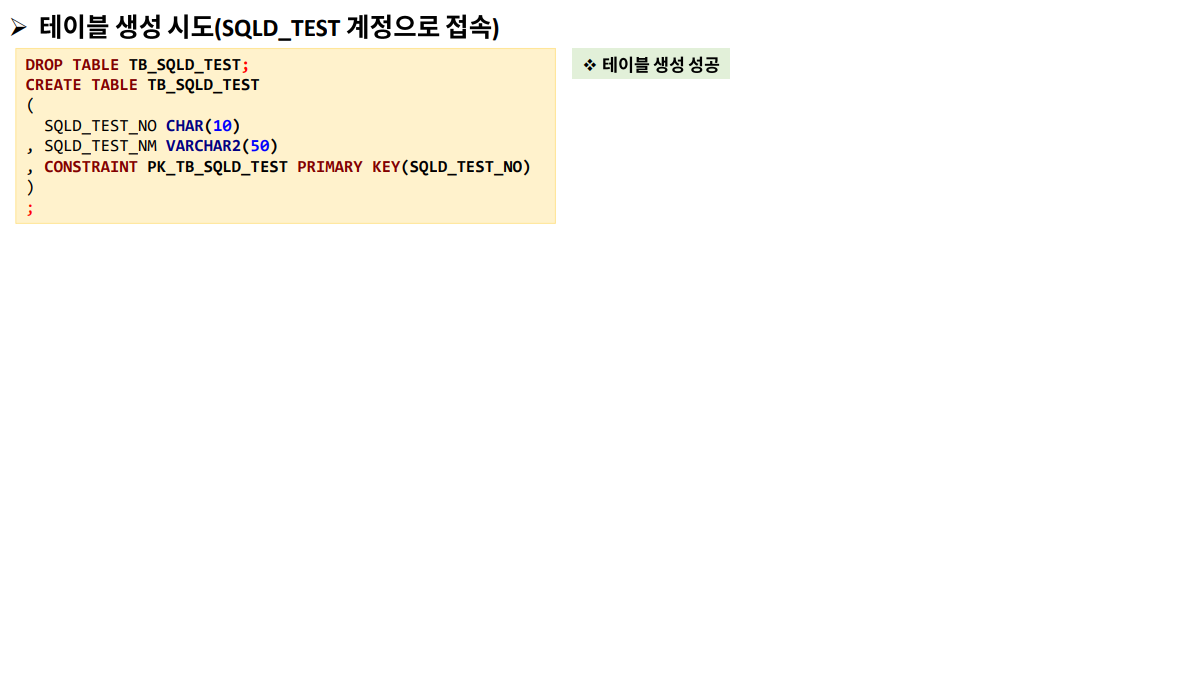 ➢ 테이블 생성 시도(SQLD_TEST 계정으로 접속)
DROP TABLE TB_SQLD_TEST;
CREATE TABLE TB_SQLD_TEST
(
  SQLD_TEST_NO CHAR(10)
, SQLD_TEST_NM VARCHAR2(50)
, CONSTRAINT PK_TB_SQLD_TEST PRIMARY KEY(SQLD_TEST_NO)
)
;
❖ 테이블 생성 성공